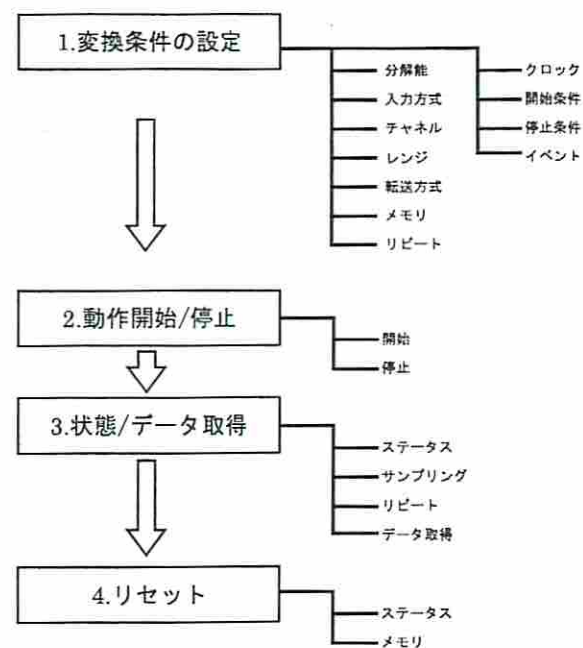 1.変換条件の設定
分解能
入力方式
チャネル
レンジ
転送方式
メモリ
リピート
クロック
開始条件
停止条件
イベント
2.動作開始/停止
開始
停止
3.状態/データ取得
ステータス
サンプリング
リピート
データ取得
4.リセット
ステータス
メモリ